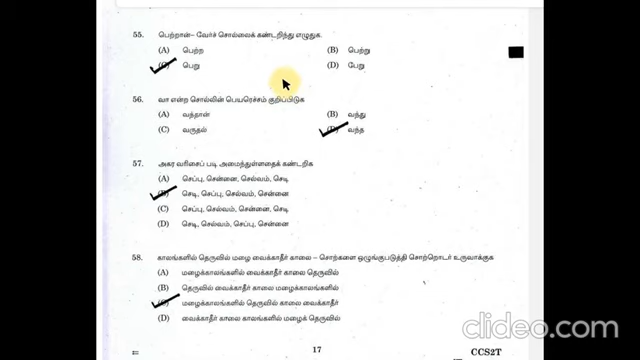 55. பெற்றான்– வேர்ச் சொல்லைக் கண்டறிந்து எழுதுக.
(A) பெற்ற (B) பெற்று
(C) பெறு (D) பேறு
56. வா என்ற சொல்லின் பெயரெச்சம் குறிப்பிடுக
(A) வந்தான் (B) வந்து
(C) வருதல் (D) வந்த
57. அகர வரிசைப் படி அமைந்துள்ளதைக் கண்டறிக
(A) செப்பு, சென்னை, செல்வம், செடி
(B) செடி, செப்பு, செல்வம், சென்னை
(C) செப்பு, செல்வம், சென்னை, செடி
(D) செடி, செல்வம், செப்பு, சென்னை
58. காலங்களில் தெருவில் மழை வைக்காதீர் காலை – சொற்களை ஒழுங்குபடுத்தி சொற்றொடர் உருவாக்குக
(A) மழைக்காலங்களில் வைக்காதீர் காலை தெருவில்
(B) தெருவில் வைக்காதீர் காலை மழைக்காலங்களில்
(C) மழைக்காலங்களில் தெருவில் காலை வைக்காதீர்
(D) வைக்காதீர் காலை காலங்களில் மழைக் தெருவில்
17 CCS2T
clideo.com